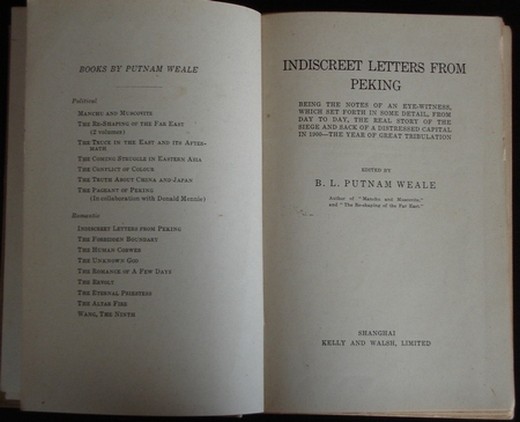 BOOKS BY PUTNAM WEALE
Political
MANCHU AND MUSCOVITE
THE RE-SHAPING OF THE FAR EAST
(2 volumes)
THE TRUCE IN THE EAST AND ITS AFTER-
MATH
THE COMING STRUGGLE IN EASTERN ASIA
THE CONFLICT OF COLOUR
THE TRUTH ABOUT CHINA AND JAPAN
THE PAGEANT OF PEKING
(In collaboration with Donald Mennie)
Romantic
INDISCREET LETTERS FROM PEKING
THE FORBIDDEN BOUNDARY
THE HUMAN COBWEB
THE UNKNOWN GOD
THE ROMANCE OF A FEW DAYS
THE REVOLT
THE ETERNAL PRIESTESS
THE ALTAR FIRE
WANG, THE NINTH
INDISCREET LETTERS FROM
PEKING
BEING THE NOTES OF AN EYE-WITNESS,
WHICH SET FORTH IN SOME DETAIL, FROM
DAY TO DAY, THE REAL STORY OF THE
SIEGE AND SACK OF A DISTRESSED CAPITAL
IN 1900—THE YEAR OF GREAT TRIBULATION
EDITED BY
B. L. PUTNAM WEALE
Author of "Manchu and Muscovite,"
and "The Re-shaping of the Far East."
SHANGHAI
KELLY AND WALSH, LIMITED